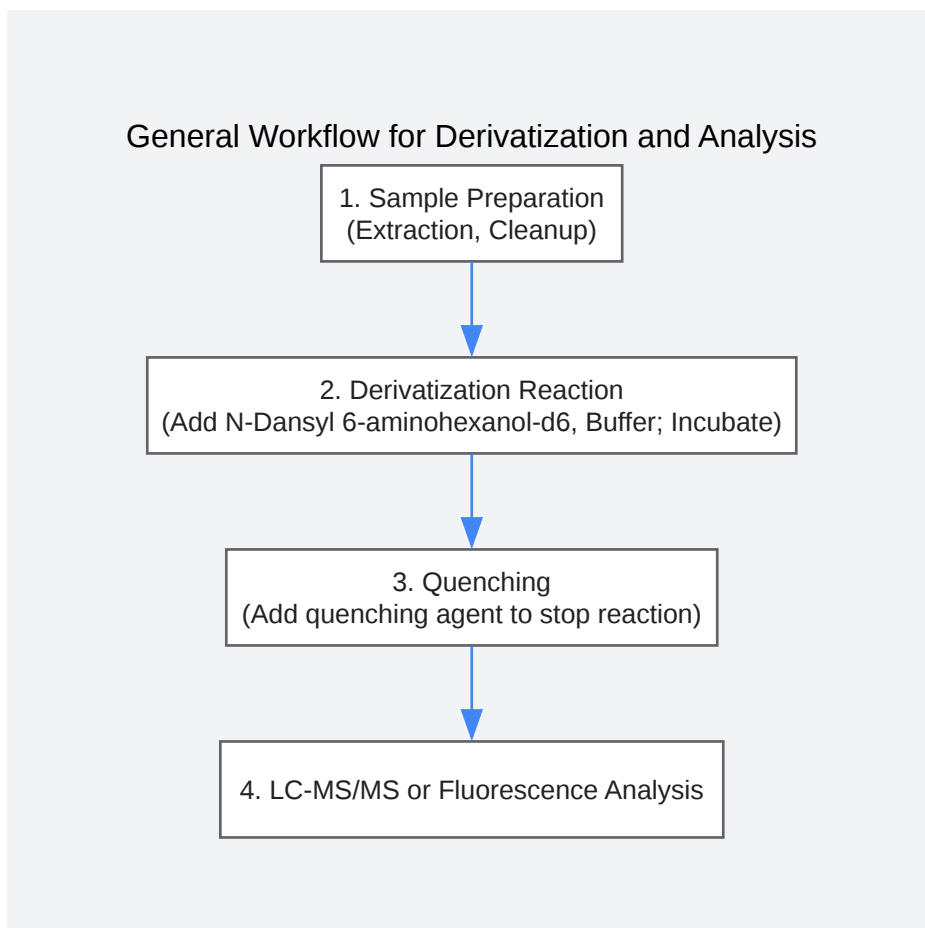 General Workflow for Derivatization and Analysis
1. Sample Preparation
(Extraction, Cleanup)
2. Derivatization Reaction
(Add N-Dansyl 6-aminohexanol-d6, Buffer; Incubate)
3. Quenching
(Add quenching agent to stop reaction)
4. LC-MS/MS or Fluorescence Analysis